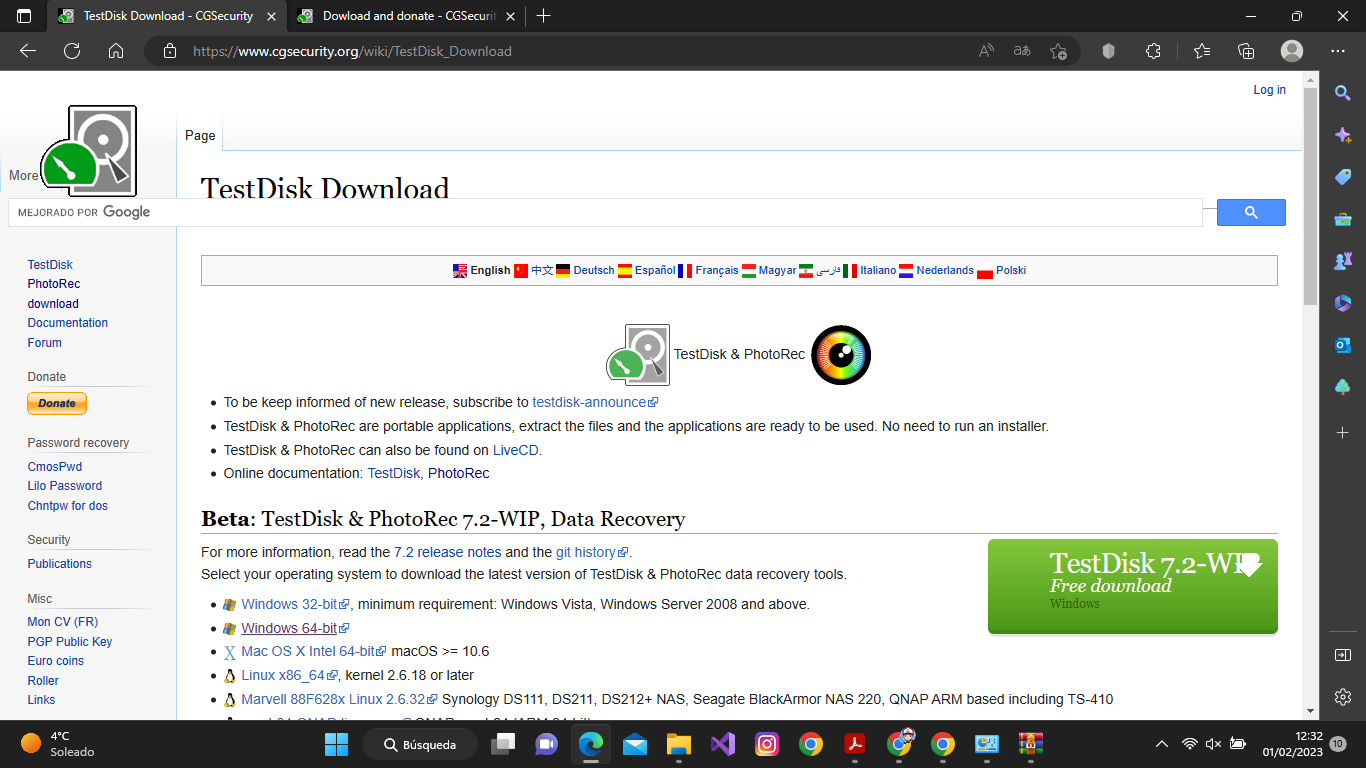 TestDisk Download - CGSecurity
Dowload and donate - CGSecurit
https://www.cgsecurity.org/wiki/TestDisk_Download
Log in
Page
More
TestDisk Download
MEJORADO POR Google
TestDisk
PhotoRec
download
Documentation
Forum
Donate
Donate
Password recovery
CmosPwd
Lilo Password
Chntpw for dos
Security
Publications
Misc
Mon CV (FR)
PGP Public Key
Euro coins
Roller
Links
English 中文 Deutsch Español Français Magyar فارسی Italiano Nederlands Polski
TestDisk & PhotoRec
To be keep informed of new release, subscribe to testdisk-announce
TestDisk & PhotoRec are portable applications, extract the files and the applications are ready to be used. No need to run an installer.
TestDisk & PhotoRec can also be found on LiveCD.
Online documentation: TestDisk, PhotoRec
Beta: TestDisk & PhotoRec 7.2-WIP, Data Recovery
For more information, read the 7.2 release notes and the git history.
Select your operating system to download the latest version of TestDisk & PhotoRec data recovery tools.
TestDisk 7.2-WIP
Free download
Windows
Windows 32-bit, minimum requirement: Windows Vista, Windows Server 2008 and above.
Windows 64-bit
Mac OS X Intel 64-bit macOS >= 10.6
Linux x86_64, kernel 2.6.18 or later
Marvell 88F628x Linux 2.6.32 Synology DS111, DS211, DS212+ NAS, Seagate BlackArmor NAS 220, QNAP ARM based including TS-410
4°C
Soleado
Búsqueda
12:32
01/02/2023
10